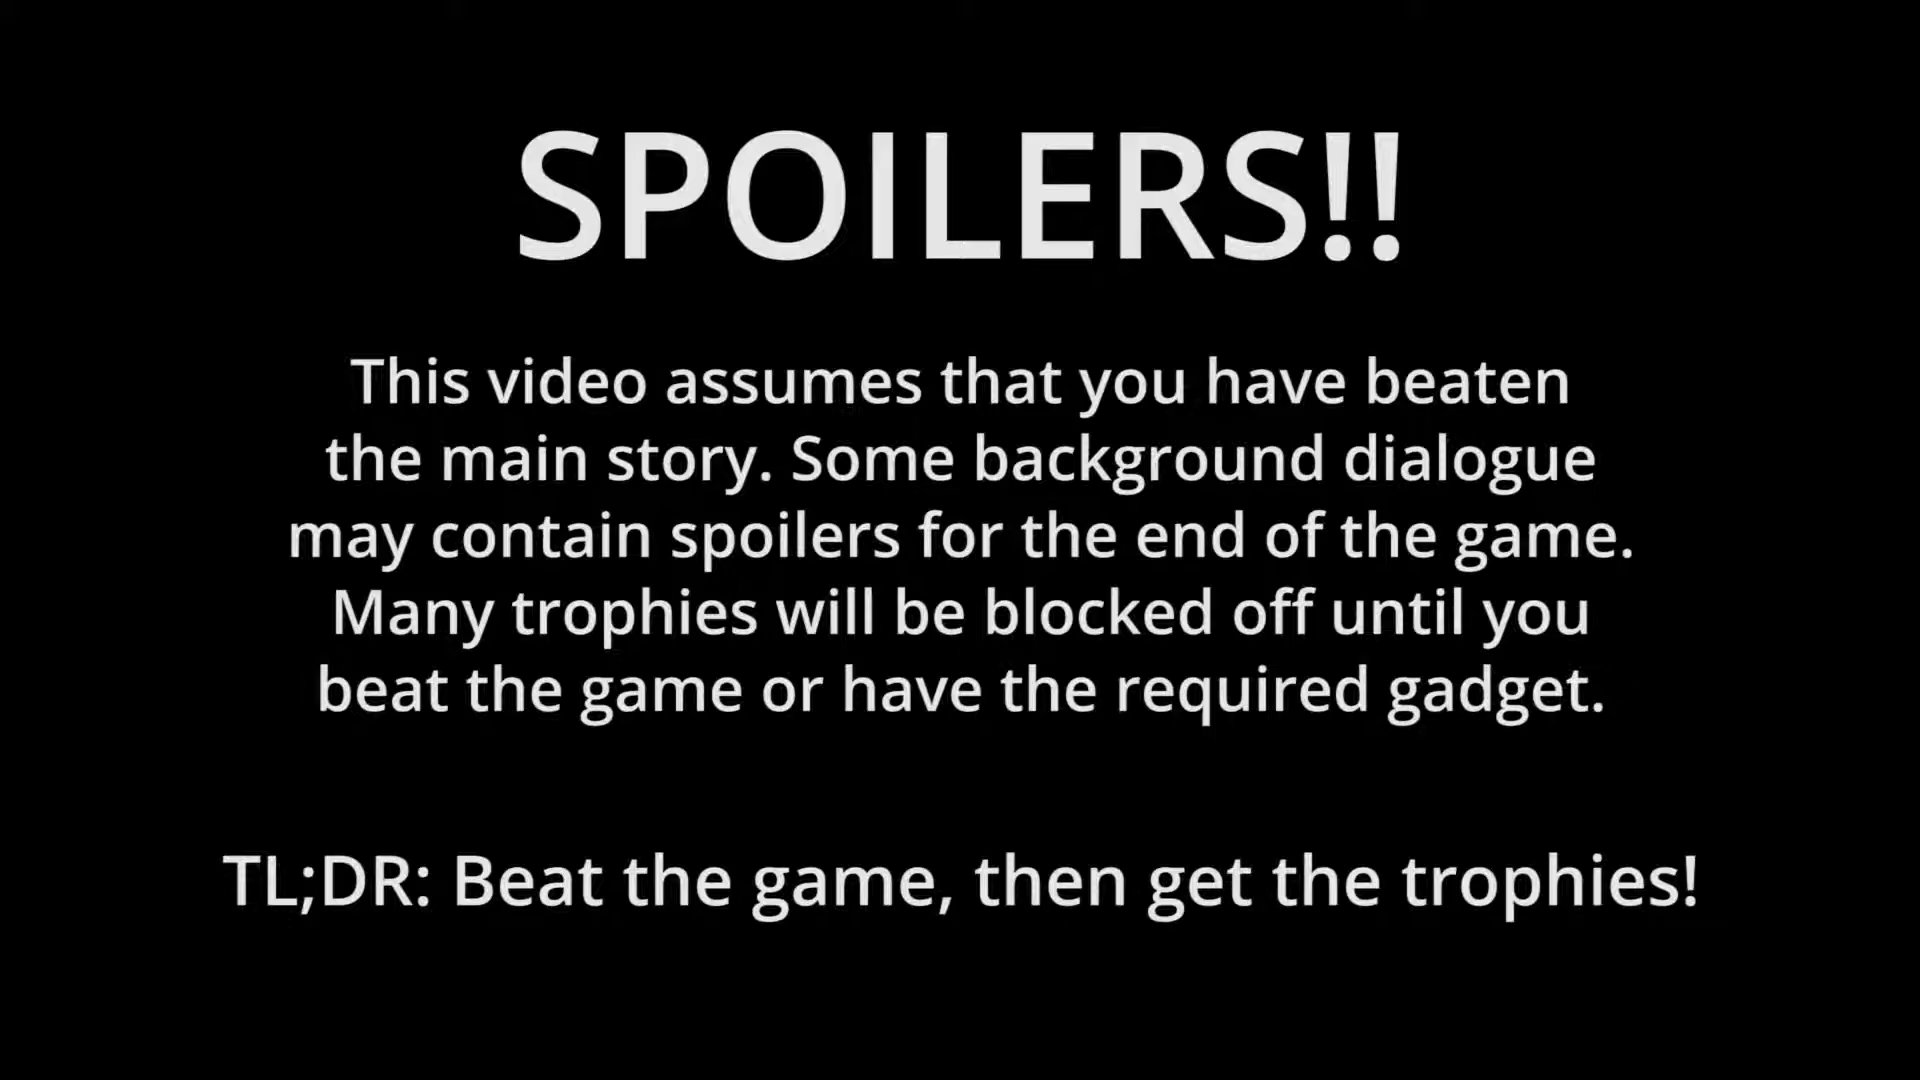 SPOILERS!!
This video assumes that you have beaten
the main story. Some background dialogue
may contain spoilers for the end of the game.
Many trophies will be blocked off until you
beat the game or have the required gadget.
TL;DR: Beat the game, then get the trophies!